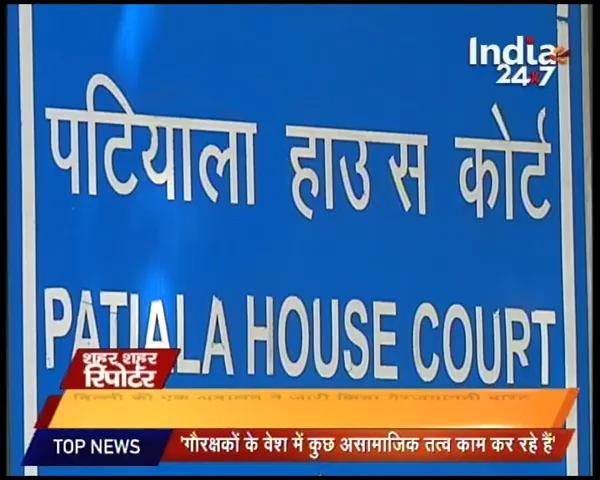 India
24x7
पटियाला हाउस कोर्ट
PATIALA HOUSE COURT
शहर शहर
रिपोर्टर
TOP NEWS 'गौरक्षकों के वेश में कुछ असामाजिक तत्व काम कर रहे हैं'